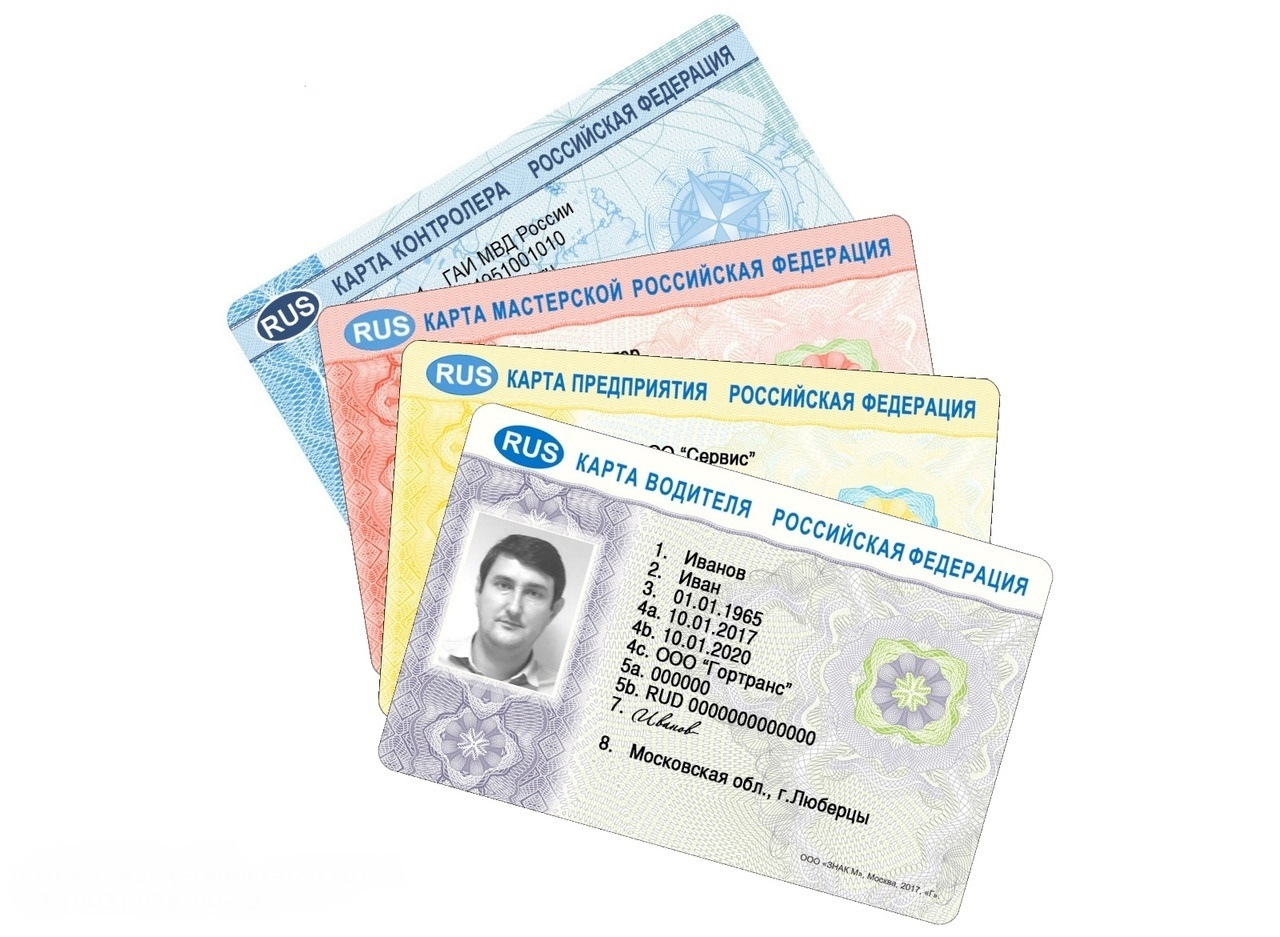 RUS КАРТА КОНТРОЛЕРА РОССИЙСКАЯ ФЕДЕРАЦИЯ
ГАИ МВД России
RUS КАРТА МАСТЕРСКОЙ РОССИЙСКАЯ ФЕДЕРАЦИЯ
RUS КАРТА ПРЕДПРИЯТИЯ РОССИЙСКАЯ ФЕДЕРАЦИЯ
"Сервис"
RUS КАРТА ВОДИТЕЛЯ РОССИЙСКАЯ ФЕДЕРАЦИЯ
1. Иванов
2. Иван
3. 01.01.1965
4a. 10.01.2017
4b. 10.01.2020
4c. ООО "Гортранс"
5a. 000000
5b. RUD 0000000000000
7. Иванов
8. Московская обл., г.Люберцы
ООО «ЗНАК М», Москва, 2017, «Г».